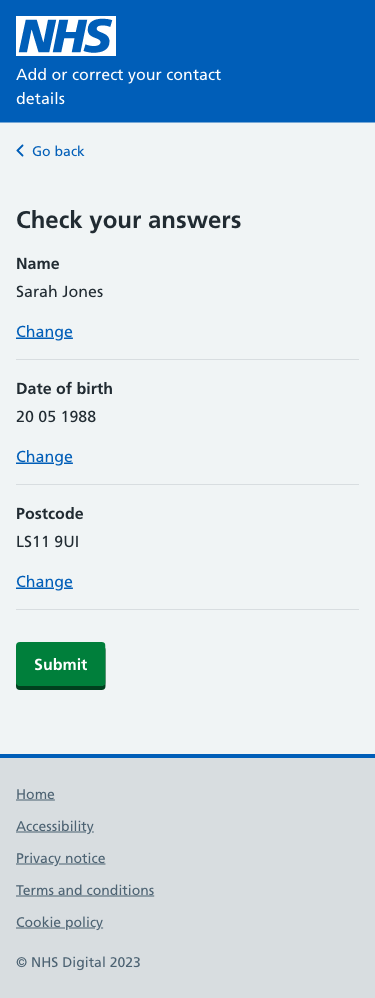 NHS
Add or correct your contact
details
Go back
Check your answers
Name
Sarah Jones
Change
Date of birth
20 05 1988
Change
Postcode
LS11 9UI
Change
Submit
Home
Accessibility
Privacy notice
Terms and conditions
Cookie policy
© NHS Digital 2023